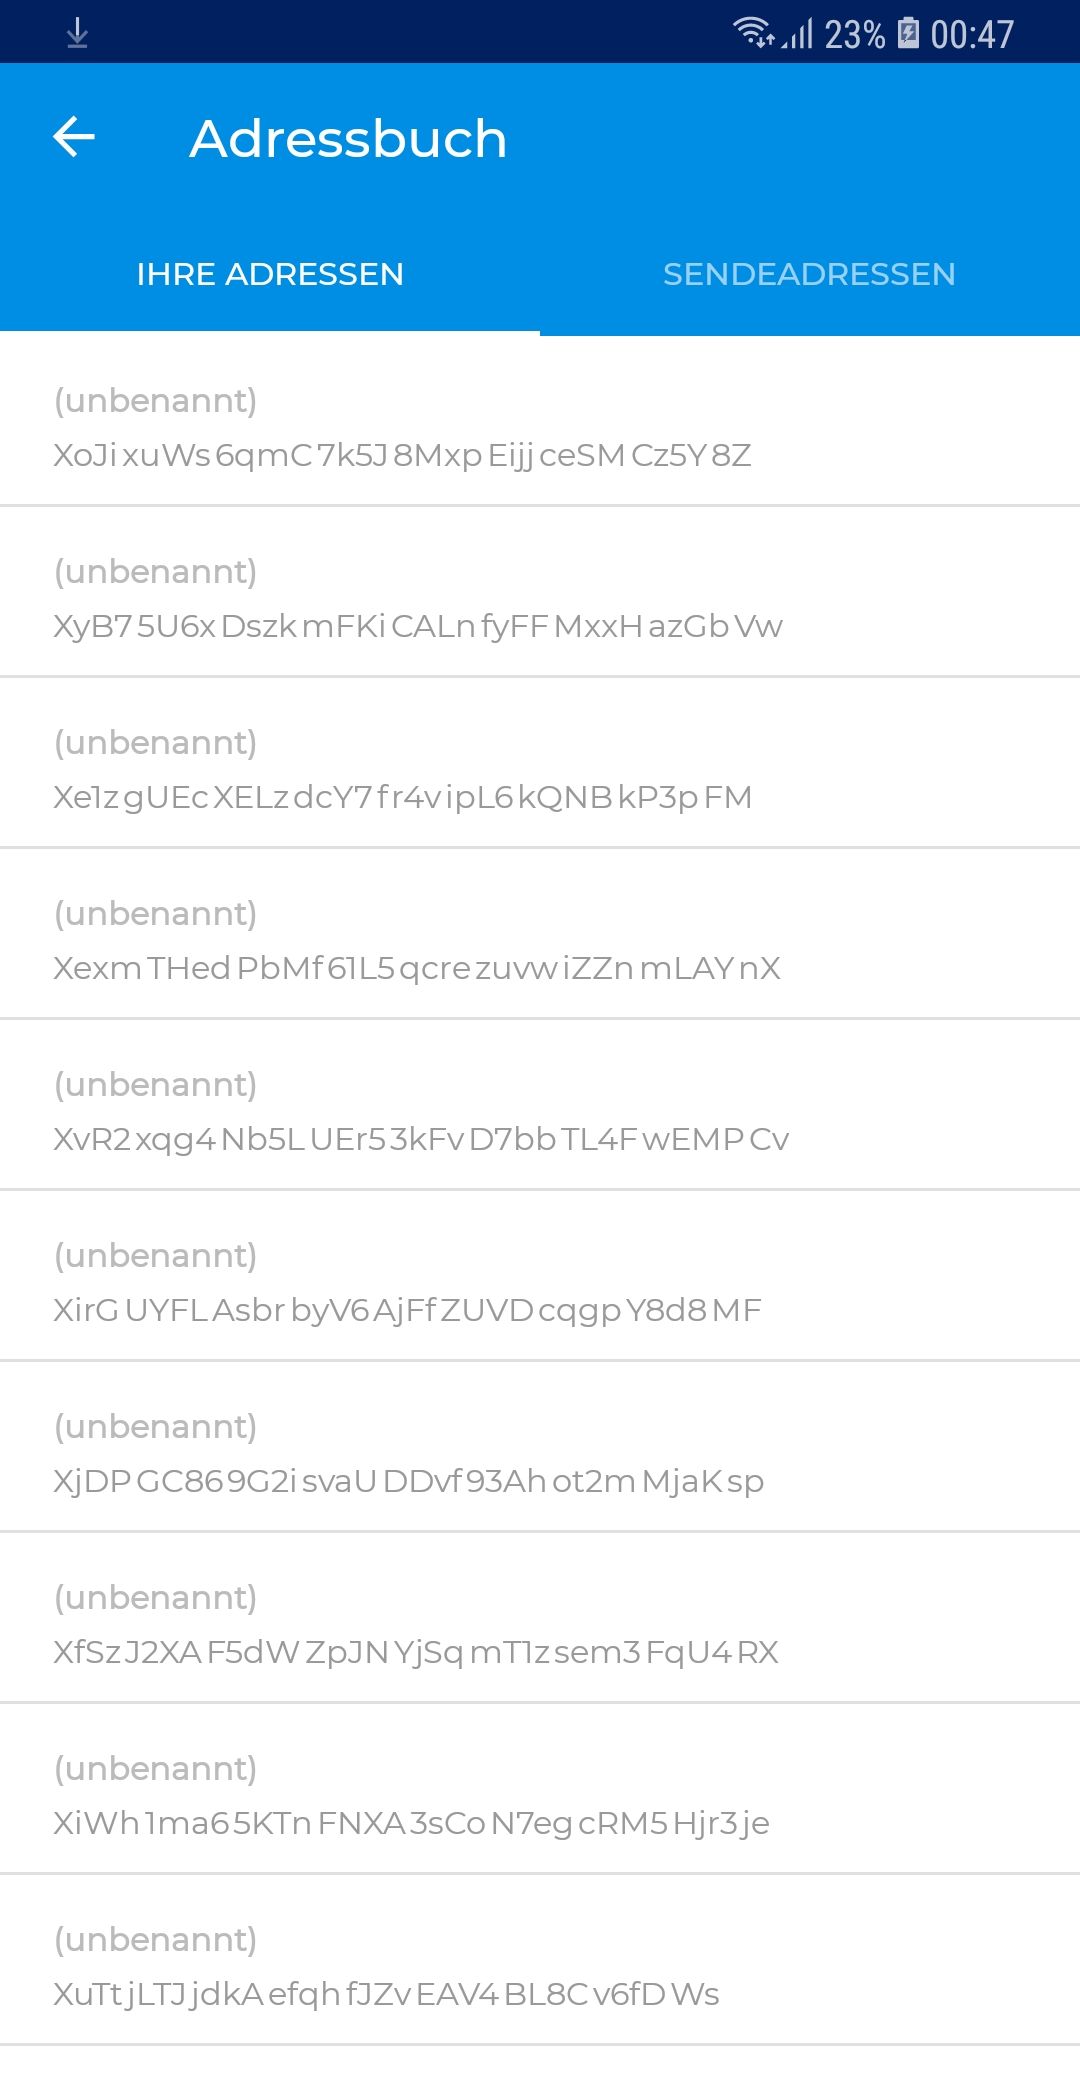 23% 00:47
Adressbuch
IHRE ADRESSEN
SENDEADRESSEN
(unbenannt)
XoJi xuWs 6qmC 7k5J 8Mxp Eijj ceSM Cz5Y 8Z
(unbenannt)
XyB7 5U6x Dszk mFKi CALn fyFF MxxH azGb Vw
(unbenannt)
Xe1z gUEc XELz dcY7 fr4v ipL6 kQNB kP3p FM
(unbenannt)
Xexm THed PbMf 61L5 qcre zuvw iZZn mLAY nX
(unbenannt)
XvR2 xqg4 Nb5L UEr5 3kFv D7bb TL4F wEMP Cv
(unbenannt)
XirG UYFL Asbr byV6 AjFf ZUVD cqgp Y8d8 MF
(unbenannt)
XjDP GC86 9G2i svaU DDvf 93Ah ot2m MjaK sp
(unbenannt)
XfSz J2XA F5dW ZpJN YjSq mT1z sem3 FqU4 RX
(unbenannt)
XiWh 1ma6 5KTn FNXA 3sCo N7eg cRM5 Hjr3 je
(unbenannt)
XuTt jLTJ jdkA efqh fJZv EAV4 BL8C v6fD Ws